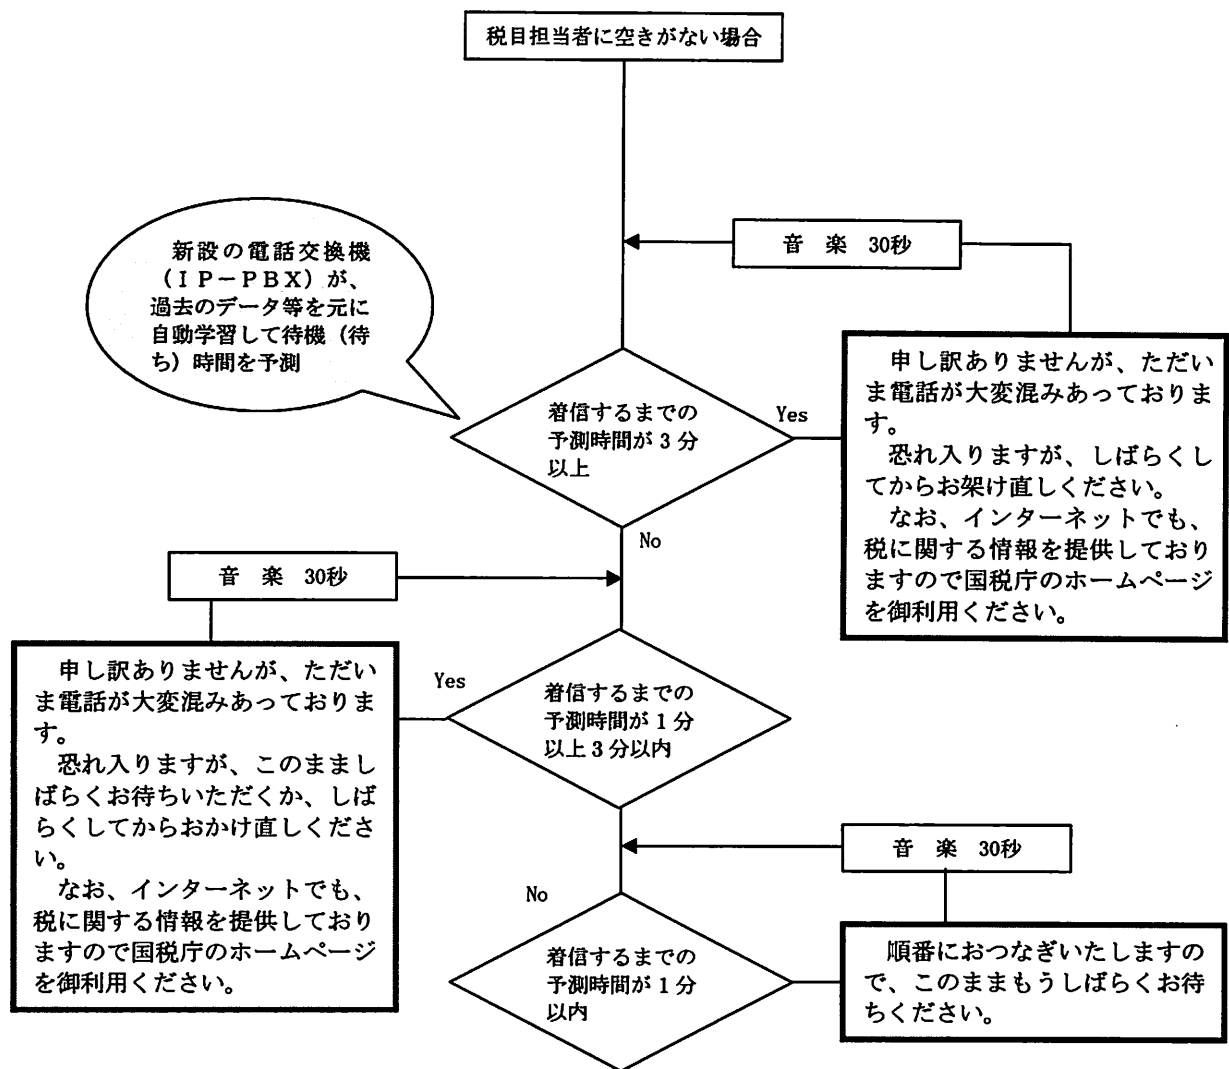 税目担当者に空きがない場合
音　楽　30秒
新設の電話交換機
（ＩＰ－ＰＢＸ）が、
過去のデータ等を元に
自動学習して待機（待
ち）時間を予測
着信するまでの
予測時間が３分
以上
Yes
申し訳ありませんが、ただい
ま電話が大変混みあっておりま
す。
恐れ入りますが、しばらくし
てからお架け直しください。
なお、インターネットでも、
税に関する情報を提供しており
ますので国税庁のホームページ
を御利用ください。
No
音　楽　30秒
申し訳ありませんが、ただい
ま電話が大変混みあっておりま
す。
恐れ入りますが、このままし
ばらくお待ちいただくか、しば
らくしてからおかけ直しくださ
い。
なお、インターネットでも、
税に関する情報を提供しており
ますので国税庁のホームページ
を御利用ください。
Yes
着信するまでの
予測時間が１分
以上３分以内
音　楽　30秒
No
着信するまでの
予測時間が１分
以内
順番におつなぎいたしますの
で、このままもうしばらくお待
ちください。